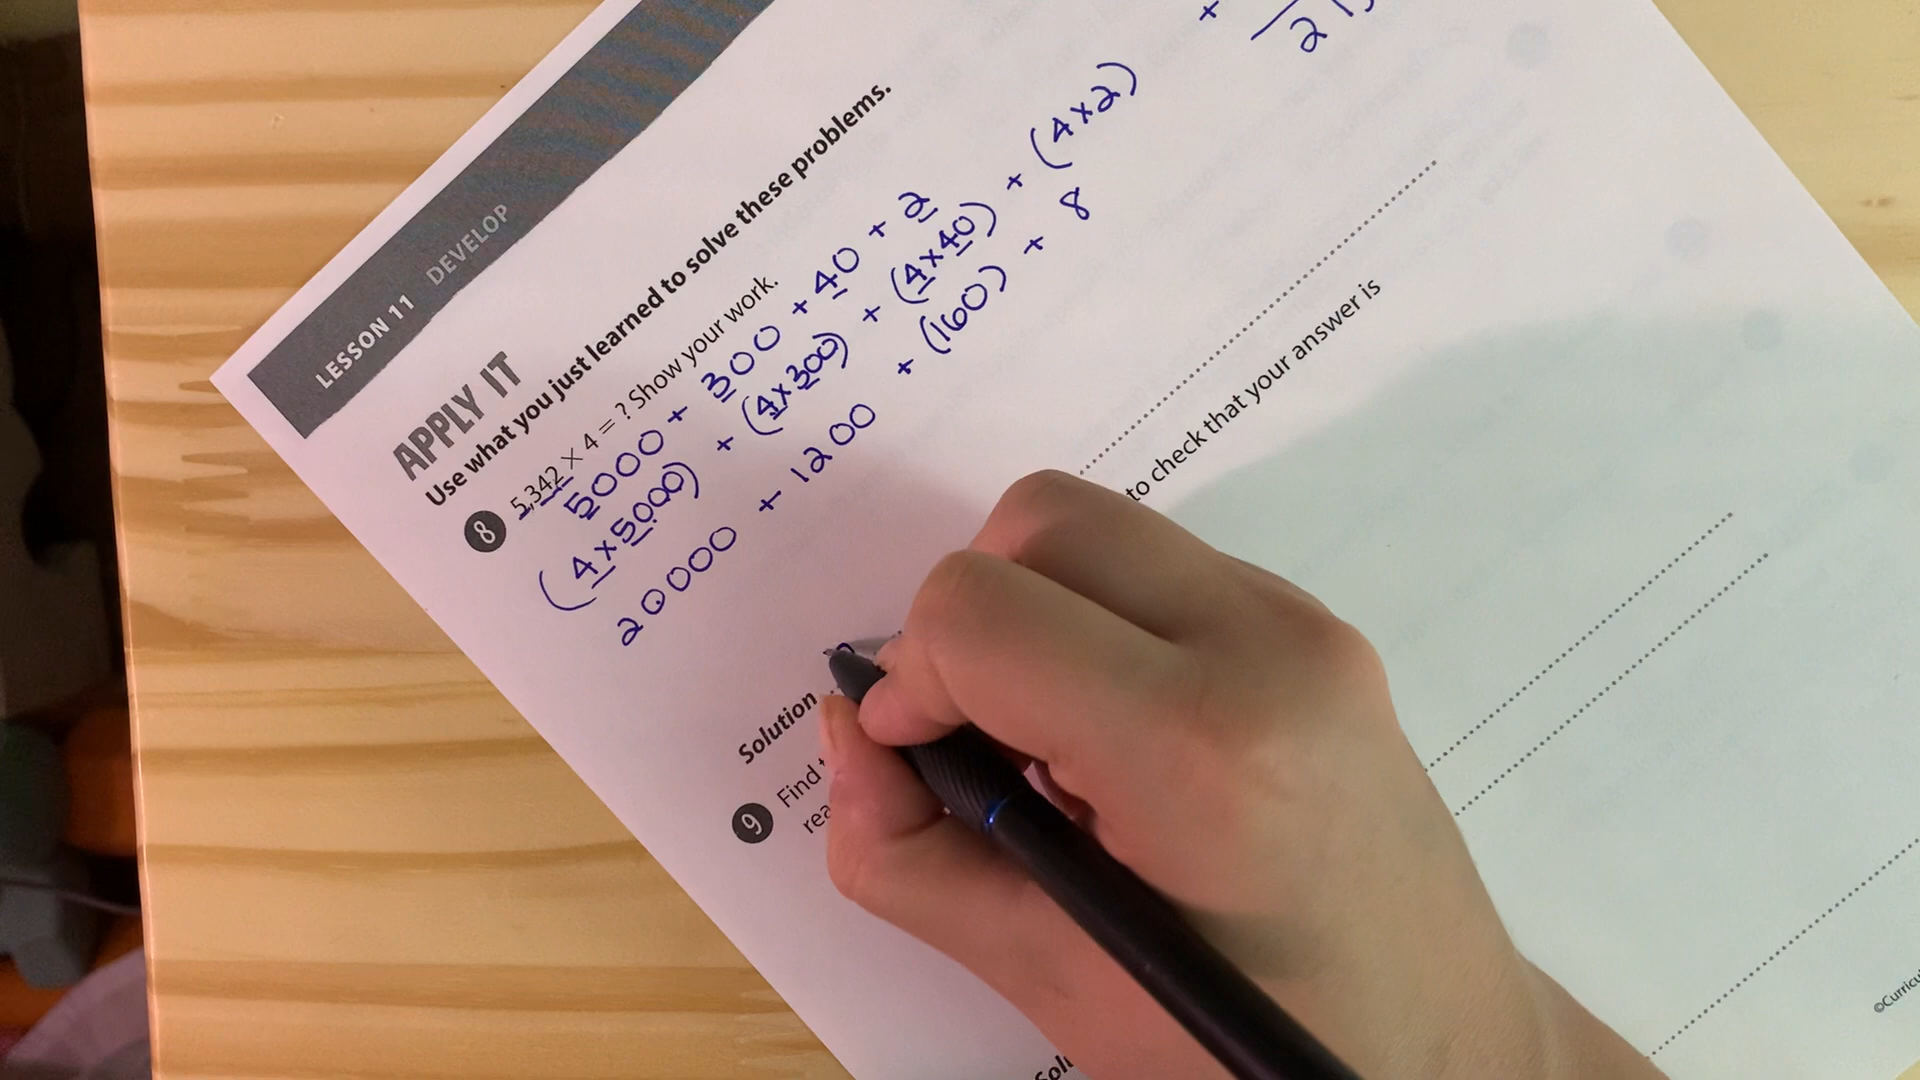 LESSON 11 DEVELOP
APPLY IT
Use what you just learned to solve these problems.
8 5,342 × 4 = ? Show your work.
5000 + 300 + 40 + 2
(4×5000) + (4×300) + (4×40) + (4×2)
20000 + 1200 + (160) + 8
+
21,
Solution
9 Find
to check that your answer is